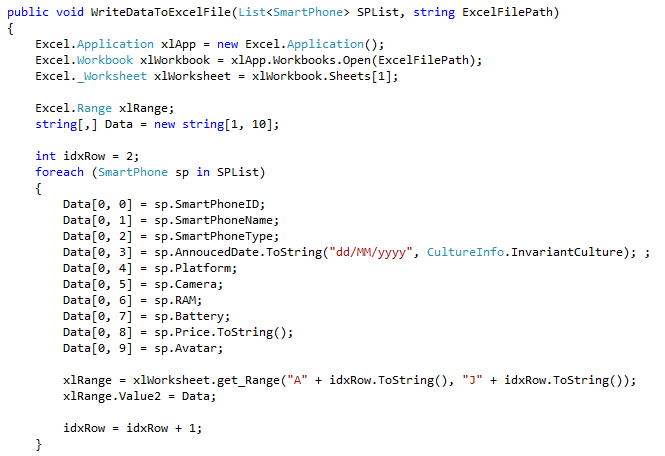 public void WriteDataToExcelFile(List<SmartPhone> SPList, string ExcelFilePath)
{
    Excel.Application xlApp = new Excel.Application();
    Excel.Workbook xlWorkbook = xlApp.Workbooks.Open(ExcelFilePath);
    Excel._Worksheet xlWorksheet = xlWorkbook.Sheets[1];

    Excel.Range xlRange;
    string[,] Data = new string[1, 10];

    int idxRow = 2;
    foreach (SmartPhone sp in SPList)
    {
        Data[0, 0] = sp.SmartPhoneID;
        Data[0, 1] = sp.SmartPhoneName;
        Data[0, 2] = sp.SmartPhoneType;
        Data[0, 3] = sp.AnnoucedDate.ToString("dd/MM/yyyy", CultureInfo.InvariantCulture); ;
        Data[0, 4] = sp.Platform;
        Data[0, 5] = sp.Camera;
        Data[0, 6] = sp.RAM;
        Data[0, 7] = sp.Battery;
        Data[0, 8] = sp.Price.ToString();
        Data[0, 9] = sp.Avatar;

        xlRange = xlWorksheet.get_Range("A" + idxRow.ToString(), "J" + idxRow.ToString());
        xlRange.Value2 = Data;

        idxRow = idxRow + 1;
    }